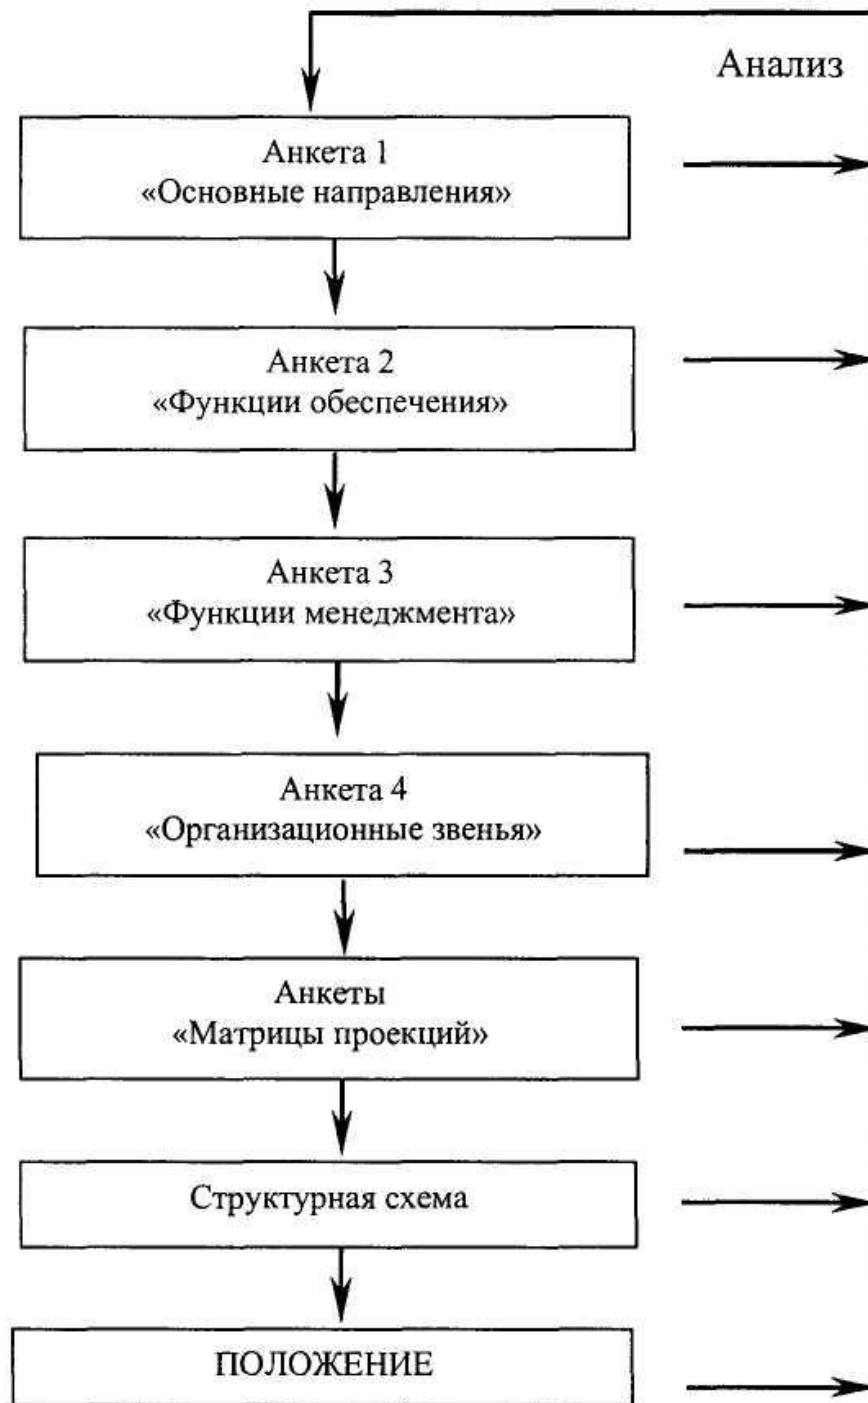 Анализ
Анкета 1
«Основные направления»
Анкета 2
«Функции обеспечения»
Анкета 3
«Функции менеджмента»
Анкета 4
«Организационные звенья»
Анкеты
«Матрицы проекций»
Структурная схема
ПОЛОЖЕНИЕ